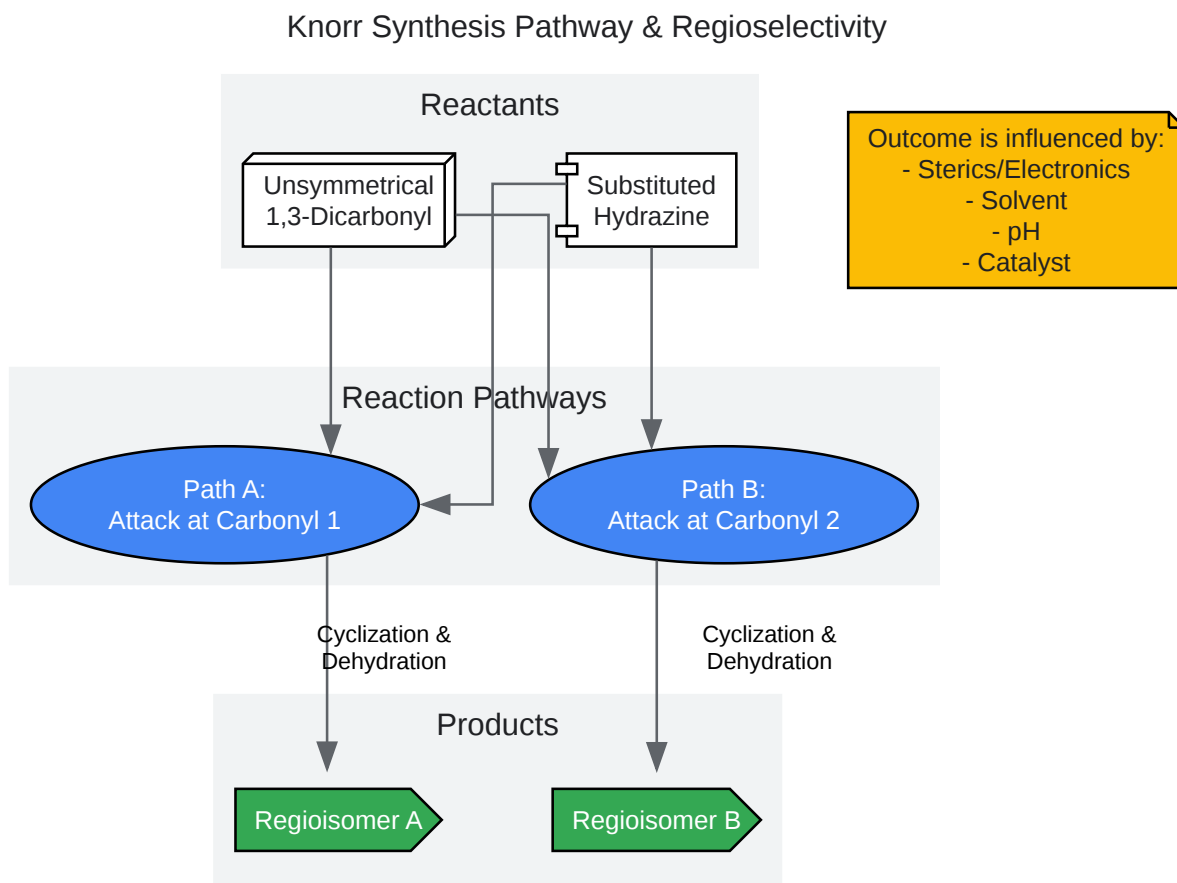 Knorr Synthesis Pathway & Regioselectivity
Reactants
Unsymmetrical
1,3-Dicarbonyl
Substituted
Hydrazine
Outcome is influenced by:
- Sterics/Electronics
- Solvent
- pH
- Catalyst
Reaction Pathways
Path A:
Attack at Carbonyl 1
Path B:
Attack at Carbonyl 2
Cyclization &
Dehydration
Cyclization &
Dehydration
Products
Regioisomer A
Regioisomer B